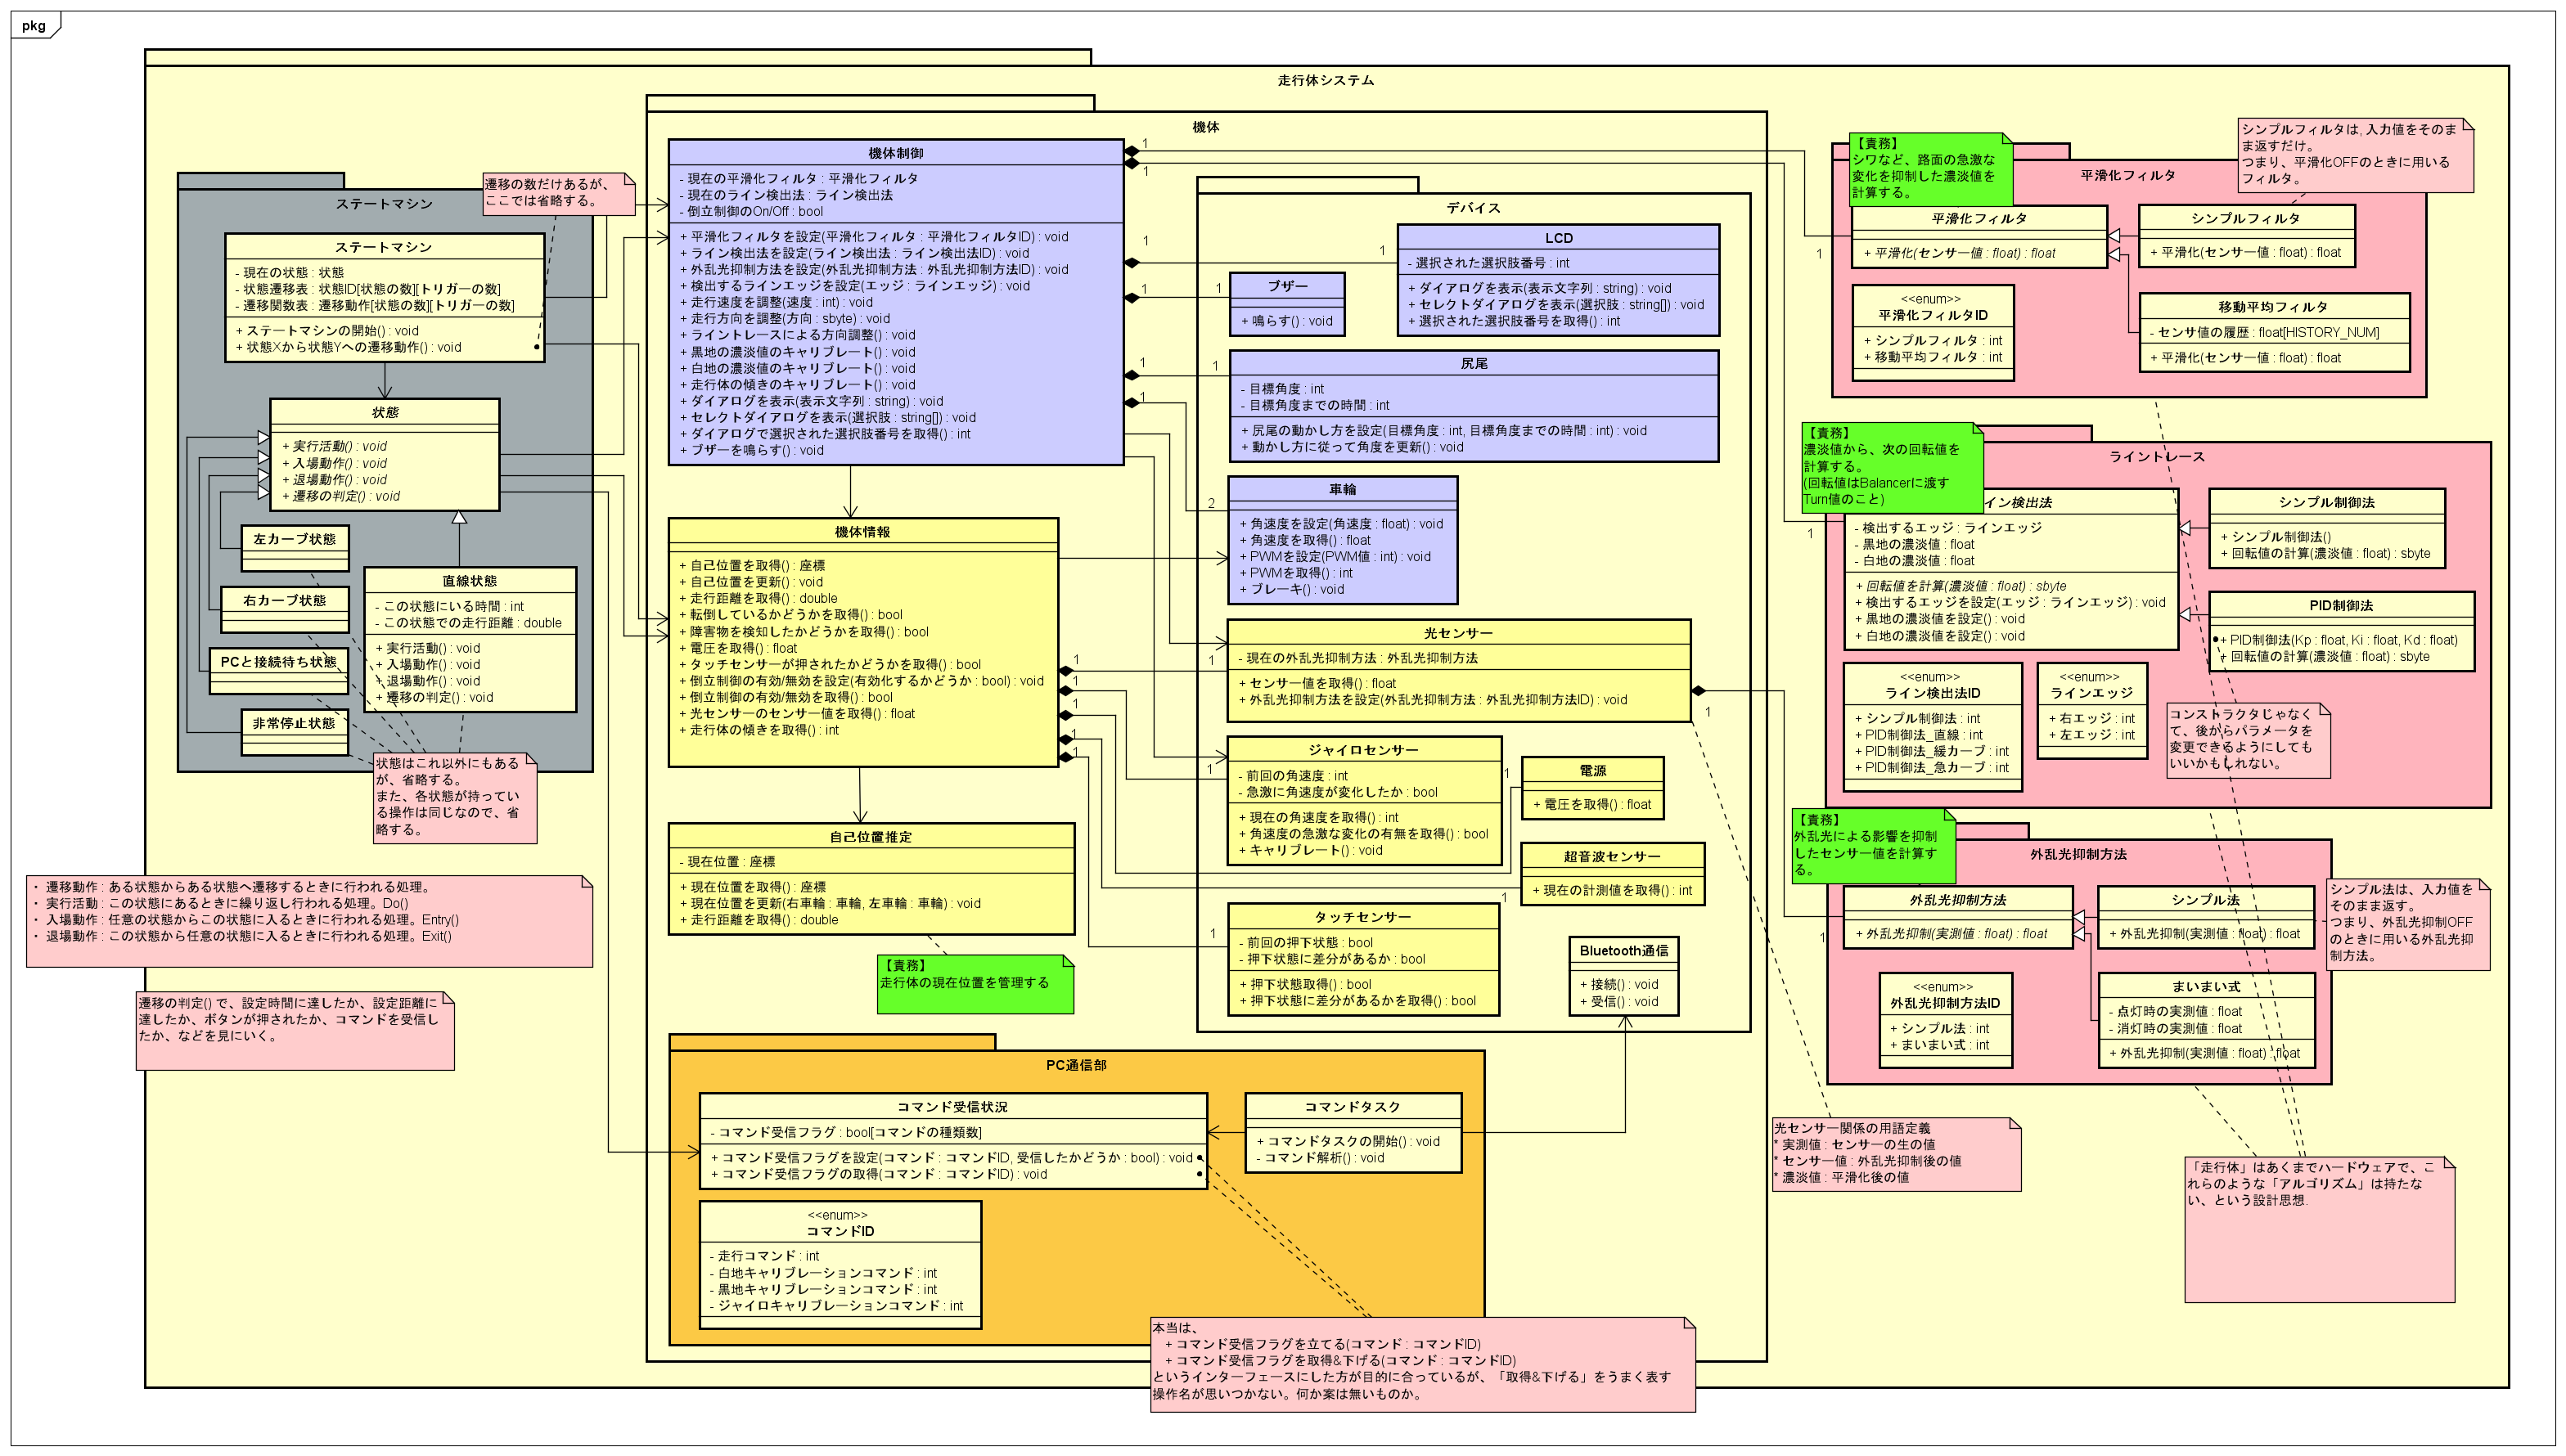 pkg
走行体システム
ステートマシン
遷移の数だけあるが、
ここでは省略する。
ステートマシン
- 現在の状態 : 状態
- 状態遷移表 : 状態ID[状態の数][トリガーの数]
- 遷移関数表 : 遷移動作[状態の数][トリガーの数]
+ ステートマシンの開始() : void
+ 状態Xから状態Yへの遷移動作() : void
状態
+ 実行活動() : void
+ 入場動作() : void
+ 退場動作() : void
+ 遷移の判定() : void
左カーブ状態
右カーブ状態
PCと接続待ち状態
非常停止状態
直線状態
- この状態にいる時間 : int
- この状態での走行距離 : double
+ 実行活動() : void
+ 入場動作() : void
+ 退場動作() : void
+ 遷移の判定() : void
状態はこれ以外にもある
が、省略する。
また、各状態が持ってい
る操作は同じなので、省
略する。
・ 遷移動作 : ある状態からある状態へ遷移するときに行われる処理。
・ 実行活動 : この状態にあるときに繰り返し行われる処理。Do()
・ 入場動作 : 任意の状態からこの状態に入るときに行われる処理。Entry()
・ 退場動作 : この状態から任意の状態に入るときに行われる処理。Exit()
遷移の判定() で、設定時間に達したか、設定距離に
達したか、ボタンが押されたか、コマンドを受信し
たか、などを見にいく。
機体
機体制御
- 現在の平滑化フィルタ : 平滑化フィルタ
- 現在のライン検出法 : ライン検出法
- 倒立制御のOn/Off : bool
+ 平滑化フィルタを設定(平滑化フィルタ : 平滑化フィルタID) : void
+ ライン検出法を設定(ライン検出法 : ライン検出法ID) : void
+ 外乱光抑制方法を設定(外乱光抑制方法 : 外乱光抑制方法ID) : void
+ 検出するラインエッジを設定(エッジ : ラインエッジ) : void
+ 走行速度を調整(速度 : int) : void
+ 走行方向を調整(方向 : sbyte) : void
+ ライントレースによる方向調整() : void
+ 黒地の濃淡値のキャリブレート() : void
+ 白地の濃淡値のキャリブレート() : void
+ 走行体の傾きのキャリブレート() : void
+ ダイアログを表示(表示文字列 : string) : void
+ セレクトダイアログを表示(選択肢 : string[]) : void
+ ダイアログで選択された選択肢番号を取得() : int
+ ブザーを鳴らす() : void
1
1
1
1
1
1
機体情報
+ 自己位置を取得() : 座標
+ 自己位置を更新() : void
+ 走行距離を取得() : double
+ 転倒しているかどうかを取得() : bool
+ 障害物を検知したかどうかを取得() : bool
+ 電圧を取得() : float
+ タッチセンサーが押されたかどうかを取得() : bool
+ 倒立制御の有効/無効を設定(有効化するかどうか : bool) : void
+ 倒立制御の有効/無効を取得() : bool
+ 光センサーのセンサー値を取得() : float
+ 走行体の傾きを取得() : int
1
1
1
1
1
自己位置推定
- 現在位置 : 座標
+ 現在位置を取得() : 座標
+ 現在位置を更新(右車輪 : 車輪, 左車輪 : 車輪) : void
+ 走行距離を取得() : double
【責務】
走行体の現在位置を管理する
デバイス
LCD
- 選択された選択肢番号 : int
+ ダイアログを表示(表示文字列 : string) : void
+ セレクトダイアログを表示(選択肢 : string[]) : void
+ 選択された選択肢番号を取得() : int
1
ブザー
+ 鳴らす() : void
1
尻尾
- 目標角度 : int
- 目標角度までの時間 : int
+ 尻尾の動かし方を設定(目標角度 : int, 目標角度までの時間 : int) : void
+ 動かし方に従って角度を更新() : void
1
車輪
+ 角速度を設定(角速度 : float) : void
+ 角速度を取得() : float
+ PWMを設定(PWM値 : int) : void
+ PWMを取得() : int
+ ブレーキ() : void
2
光センサー
- 現在の外乱光抑制方法 : 外乱光抑制方法
+ センサー値を取得() : float
+ 外乱光抑制方法を設定(外乱光抑制方法 : 外乱光抑制方法ID) : void
1
1
ジャイロセンサー
- 前回の角速度 : int
- 急激に角速度が変化したか : bool
+ 現在の角速度を取得() : int
+ 角速度の急激な変化の有無を取得() : bool
+ キャリブレート() : void
1
電源
+ 電圧を取得() : float
1
超音波センサー
+ 現在の計測値を取得() : int
1
タッチセンサー
- 前回の押下状態 : bool
- 押下状態に差分があるか : bool
+ 押下状態取得() : bool
+ 押下状態に差分があるかを取得() : bool
1
Bluetooth通信
+ 接続() : void
+ 受信() : void
PC通信部
コマンド受信状況
- コマンド受信フラグ : bool[コマンドの種類数]
+ コマンド受信フラグを設定(コマンド : コマンドID, 受信したかどうか : bool) : void
+ コマンド受信フラグの取得(コマンド : コマンドID) : void
コマンドタスク
+ コマンドタスクの開始() : void
- コマンド解析() : void
<<enum>>
コマンドID
- 走行コマンド : int
- 白地キャリブレーションコマンド : int
- 黒地キャリブレーションコマンド : int
- ジャイロキャリブレーションコマンド : int
本当は、
+ コマンド受信フラグを立てる(コマンド : コマンドID)
+ コマンド受信フラグを取得&下げる(コマンド : コマンドID)
というインターフェースにした方が目的に合っているが、「取得&下げる」をうまく表す
操作名が思いつかない。何か案は無いものか。
平滑化フィルタ
【責務】
シワなど、路面の急激な
変化を抑制した濃淡値を
計算する。
シンプルフィルタは, 入力値をそのま
ま返すだけ。
つまり、平滑化OFFのときに用いる
フィルタ。
平滑化フィルタ
+ 平滑化(センサー値 : float) : float
1
シンプルフィルタ
+ 平滑化(センサー値 : float) : float
<<enum>>
平滑化フィルタID
+ シンプルフィルタ : int
+ 移動平均フィルタ : int
移動平均フィルタ
- センサ値の履歴 : float[HISTORY_NUM]
+ 平滑化(センサー値 : float) : float
ライントレース
【責務】
濃淡値から、次の回転値を
計算する。
(回転値はBalancerに渡す
Turn値のこと)
イン検出法
- 検出するエッジ : ラインエッジ
- 黒地の濃淡値 : float
- 白地の濃淡値 : float
+ 回転値を計算(濃淡値 : float) : sbyte
+ 検出するエッジを設定(エッジ : ラインエッジ) : void
+ 黒地の濃淡値を設定() : void
+ 白地の濃淡値を設定() : void
1
シンプル制御法
+ シンプル制御法()
+ 回転値の計算(濃淡値 : float) : sbyte
PID制御法
+ PID制御法(Kp : float, Ki : float, Kd : float)
+ 回転値の計算(濃淡値 : float) : sbyte
<<enum>>
ライン検出法ID
+ シンプル制御法 : int
+ PID制御法_直線 : int
+ PID制御法_緩カーブ : int
+ PID制御法_急カーブ : int
<<enum>>
ラインエッジ
+ 右エッジ : int
+ 左エッジ : int
コンストラクタじゃなく
て、後からパラメータを
変更できるようにしても
いいかもしれない。
外乱光抑制方法
【責務】
外乱光による影響を抑制
したセンサー値を計算す
る。
外乱光抑制方法
+ 外乱光抑制(実測値 : float) : float
1
シンプル法
+ 外乱光抑制(実測値 : float) : float
<<enum>>
外乱光抑制方法ID
+ シンプル法 : int
+ まいまい式 : int
まいまい式
- 点灯時の実測値 : float
- 消灯時の実測値 : float
+ 外乱光抑制(実測値 : float) : float
シンプル法は、入力値を
そのまま返す。
つまり、外乱光抑制OFF
のときに用いる外乱光抑
制方法。
光センサー関係の用語定義
* 実測値 : センサーの生の値
* センサー値 : 外乱光抑制後の値
* 濃淡値 : 平滑化後の値
「走行体」はあくまでハードウェアで、こ
れらのような「アルゴリズム」は持たな
い、という設計思想.